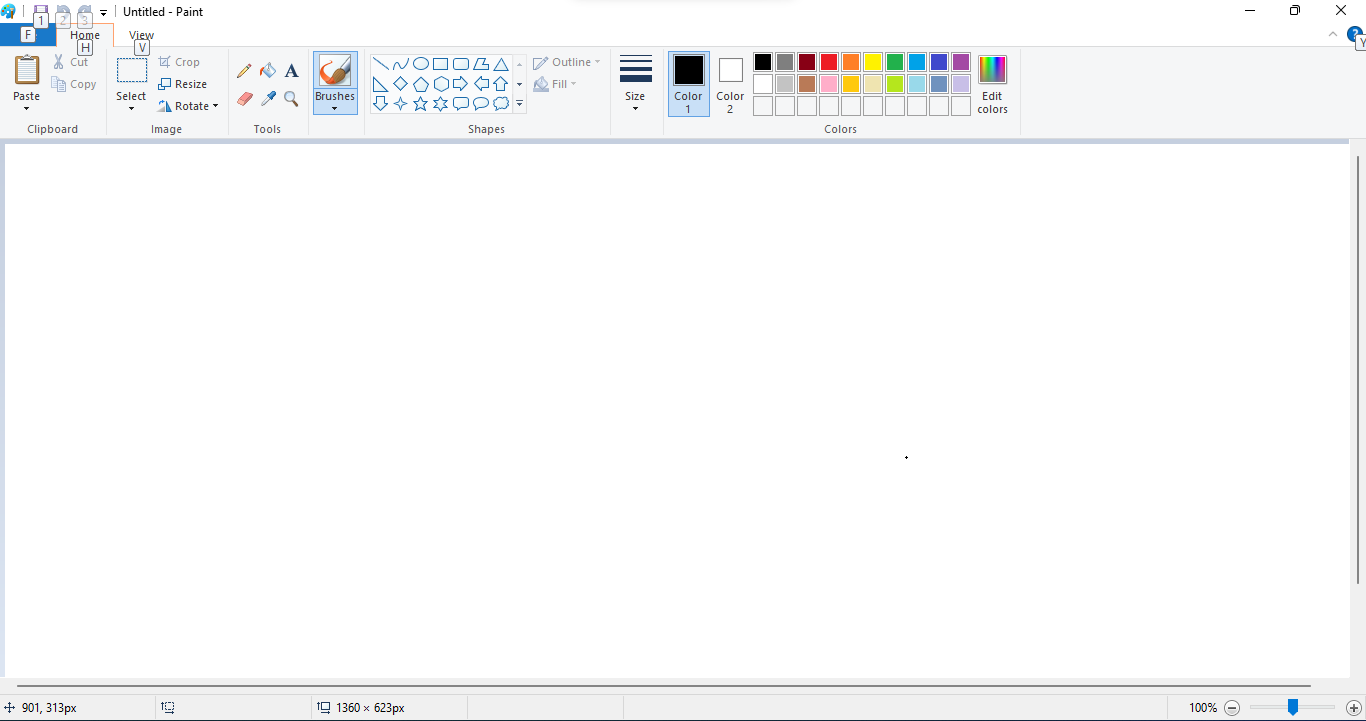 1 2 3 Untitled - Paint
F Home View
H V Y
Paste Cut Copy
Select Crop Resize Rotate
A
Brushes
Outline
Fill
Size
Color 1
Color 2
Edit colors
Clipboard Image Tools Shapes Colors
901, 313px 1360 × 623px 100%